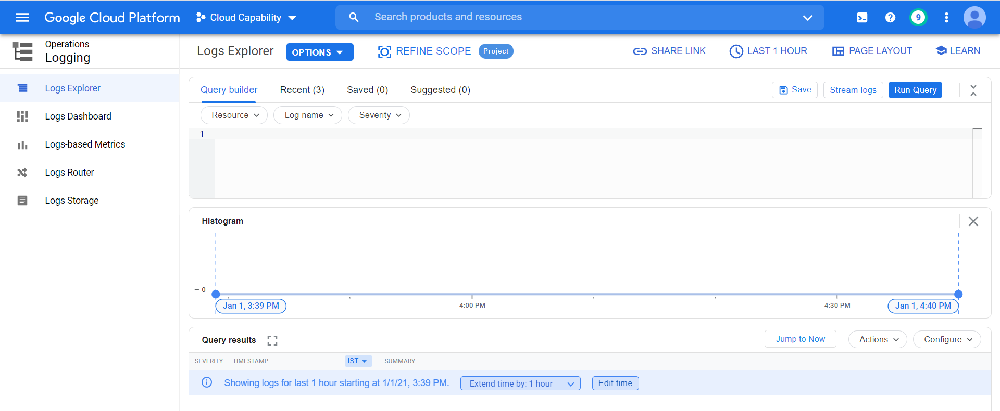 Google Cloud Platform
Cloud Capability
Search products and resources
9
Operations
Logging
Logs Explorer
OPTIONS
REFINE SCOPE
Project
SHARE LINK
LAST 1 HOUR
PAGE LAYOUT
LEARN
Logs Explorer
Logs Dashboard
Logs-based Metrics
Logs Router
Logs Storage
Query builder
Recent (3)
Saved (0)
Suggested (0)
Save
Stream logs
Run Query
Resource
Log name
Severity
1
Histogram
0
Jan 1, 3:39 PM
4:00 PM
4:30 PM
Jan 1, 4:40 PM
Query results
Jump to Now
Actions
Configure
SEVERITY
TIMESTAMP
IST
SUMMARY
Showing logs for last 1 hour starting at 1/1/21, 3:39 PM.
Extend time by: 1 hour
Edit time